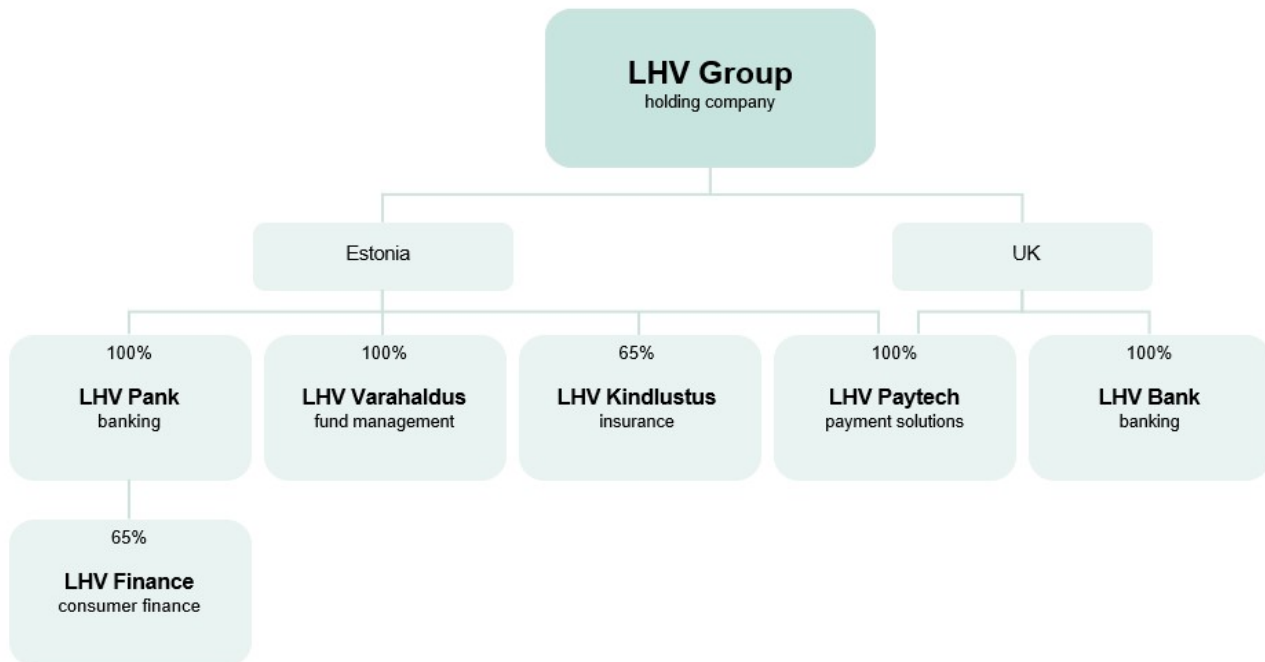 LHV Group
holding company
Estonia
UK
100%
LHV Pank
banking
100%
LHV Varahaldus
fund management
65%
LHV Kindlustus
insurance
100%
LHV Paytech
payment solutions
100%
LHV Bank
banking
65%
LHV Finance
consumer finance